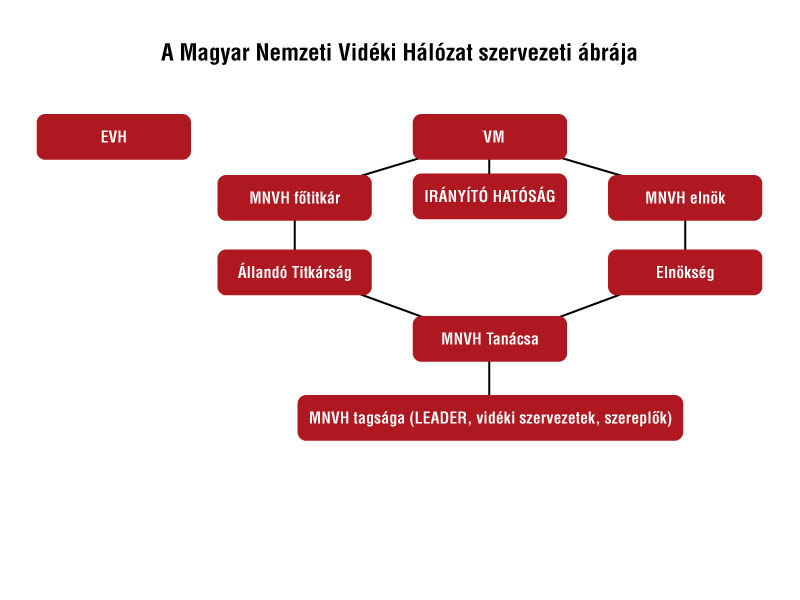 A Magyar Nemzeti Vidéki Hálózat szervezeti ábrája
EVH
VM
MNVH főtitkár
IRÁNYÍTÓ HATÓSÁG
MNVH elnök
Állandó Titkárság
Elnökség
MNVH Tanácsa
MNVH tagsága (LEADER, vidéki szervezetek, szereplők)